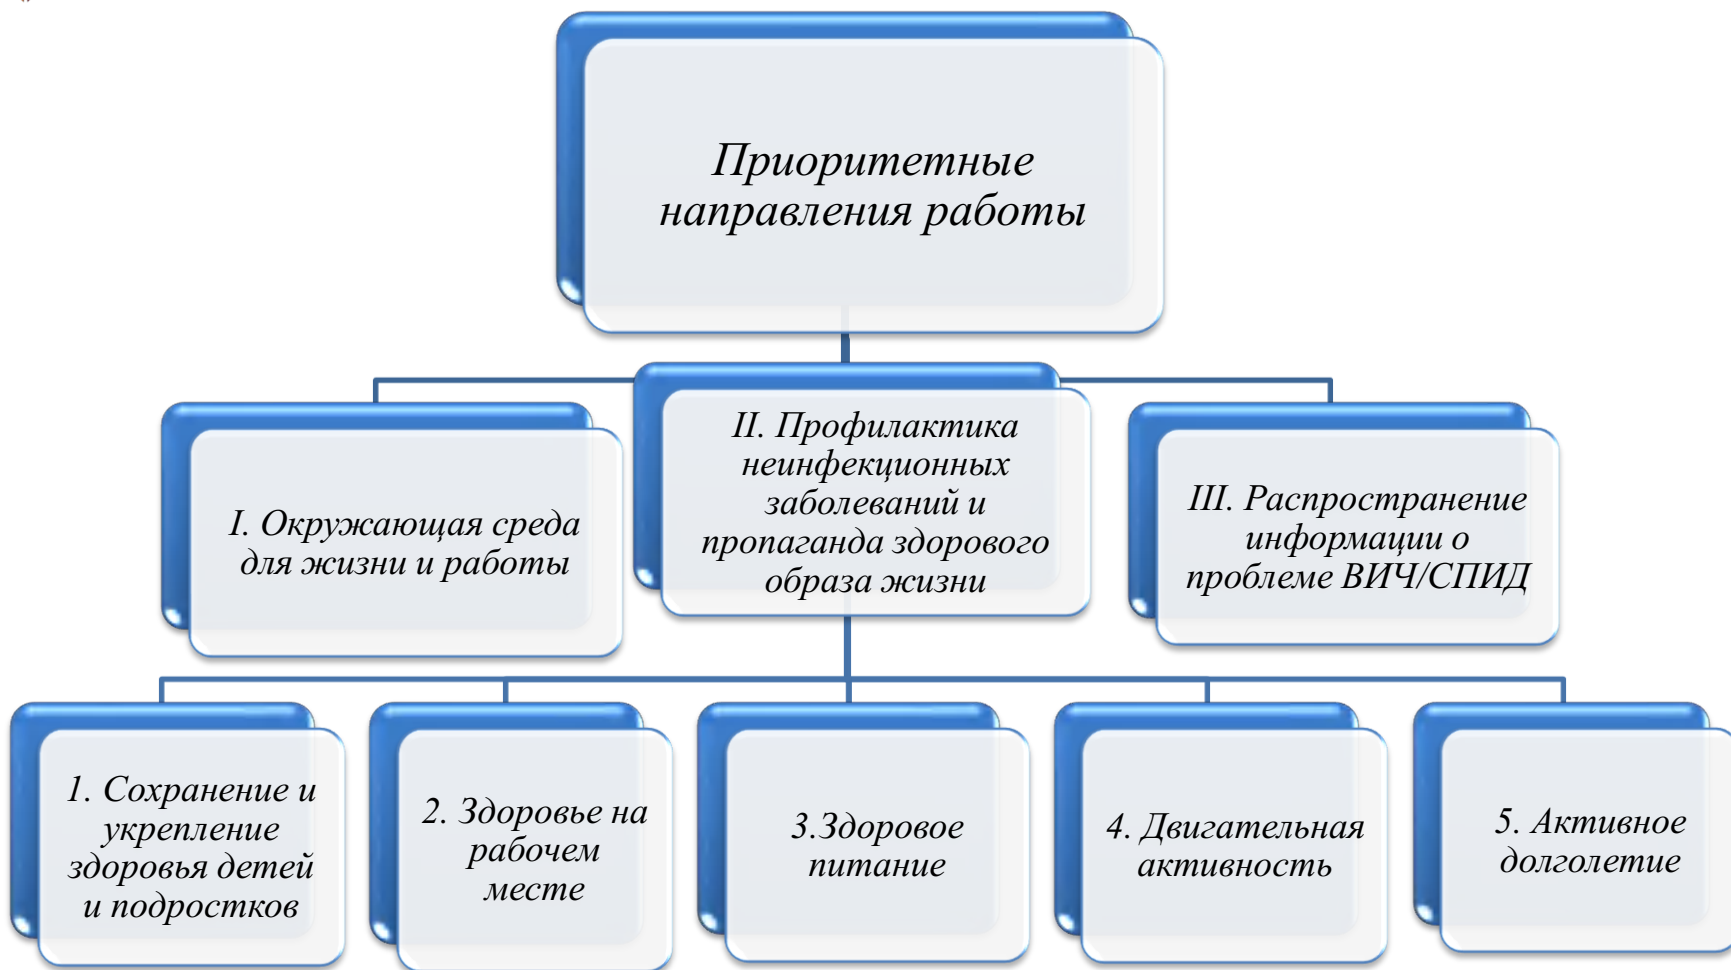 Приоритетные
направления работы
I. Окружающая среда
для жизни и работы
II. Профилактика
неинфекционных
заболеваний и
пропаганда здорового
образа жизни
III. Распространение
информации о
проблеме ВИЧ/СПИД
1. Сохранение и
укрепление
здоровья детей
и подростков
2. Здоровье на
рабочем
месте
3.Здоровое
питание
4. Двигательная
активность
5. Активное
долголетие